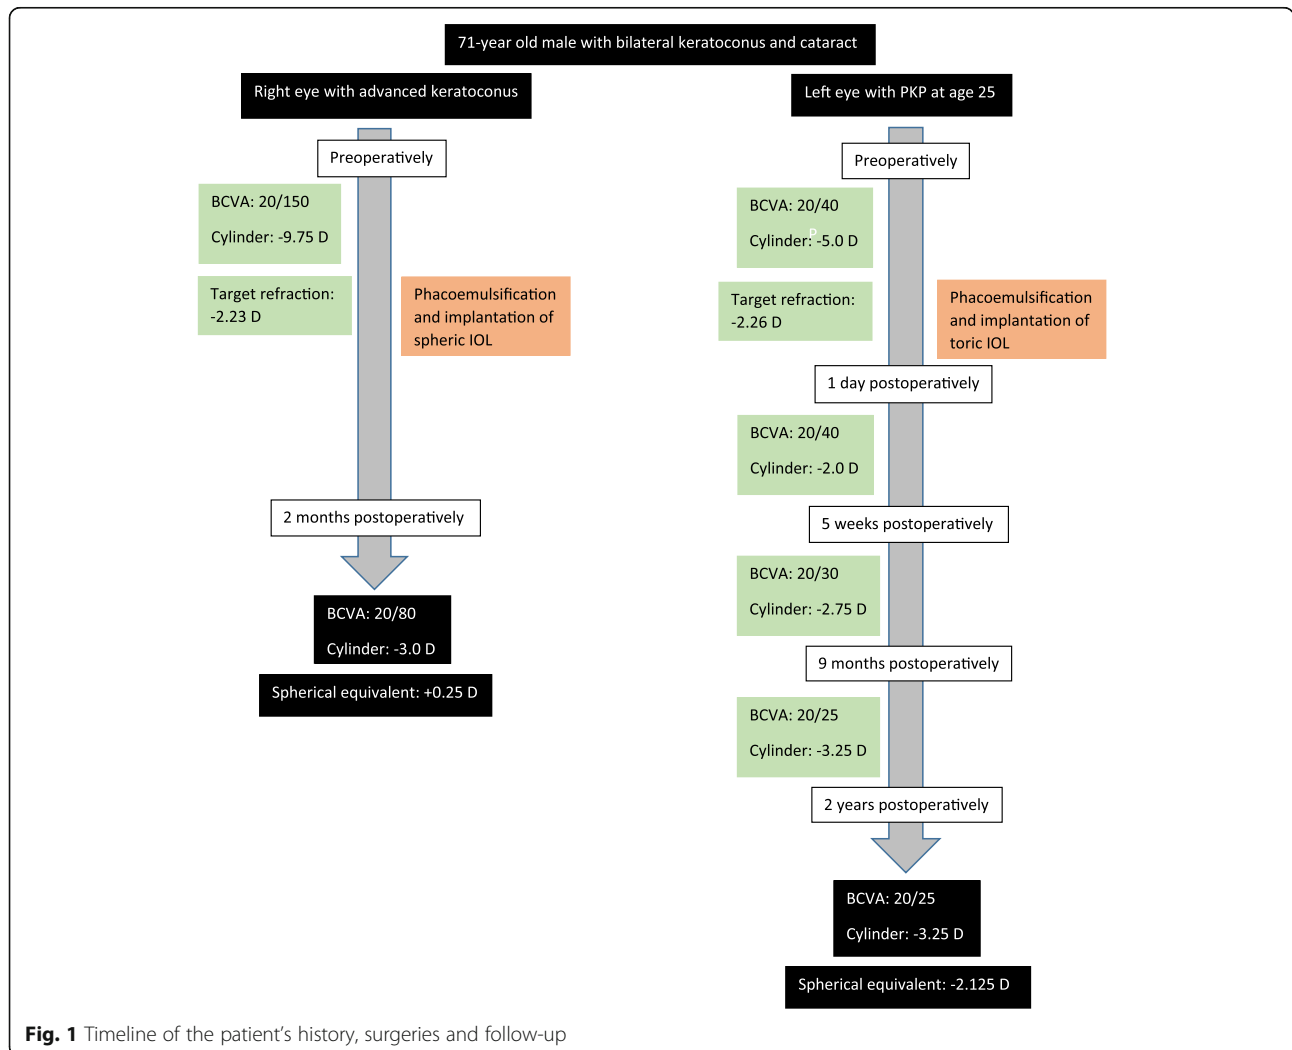 71-year old male with bilateral keratoconus and cataract
Right eye with advanced keratoconus
Preoperatively
BCVA: 20/150
Cylinder: -9.75 D
Target refraction:
-2.23 D
Phacoemulsification
and implantation of
spheric IOL
2 months postoperatively
BCVA: 20/80
Cylinder: -3.0 D
Spherical equivalent: +0.25 D
Left eye with PKP at age 25
Preoperatively
BCVA: 20/40
P
Cylinder: -5.0 D
Target refraction:
-2.26 D
Phacoemulsification
and implantation of
toric IOL
1 day postoperatively
BCVA: 20/40
Cylinder: -2.0 D
5 weeks postoperatively
BCVA: 20/30
Cylinder: -2.75 D
9 months postoperatively
BCVA: 20/25
Cylinder: -3.25 D
2 years postoperatively
BCVA: 20/25
Cylinder: -3.25 D
Spherical equivalent: -2.125 D
Fig. 1 Timeline of the patient's history, surgeries and follow-up